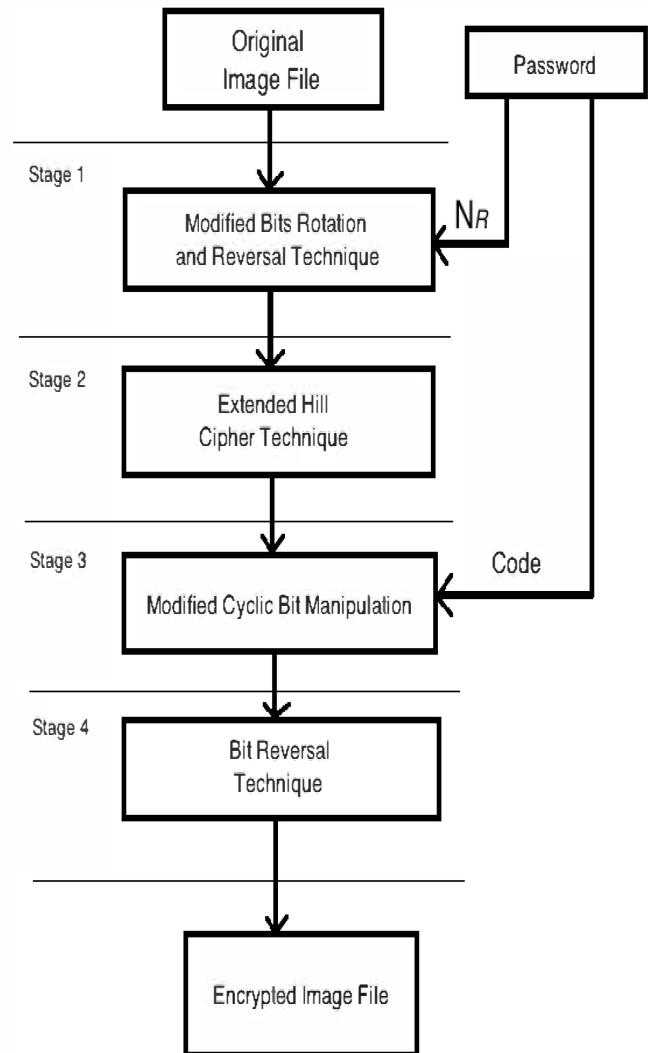 Original
Image File
Password
Stage 1
Modified Bits Rotation
and Reversal Technique
NR
Stage 2
Extended Hill
Cipher Technique
Stage 3
Modified Cyclic Bit Manipulation
Code
Stage 4
Bit Reversal
Technique
Encrypted Image File